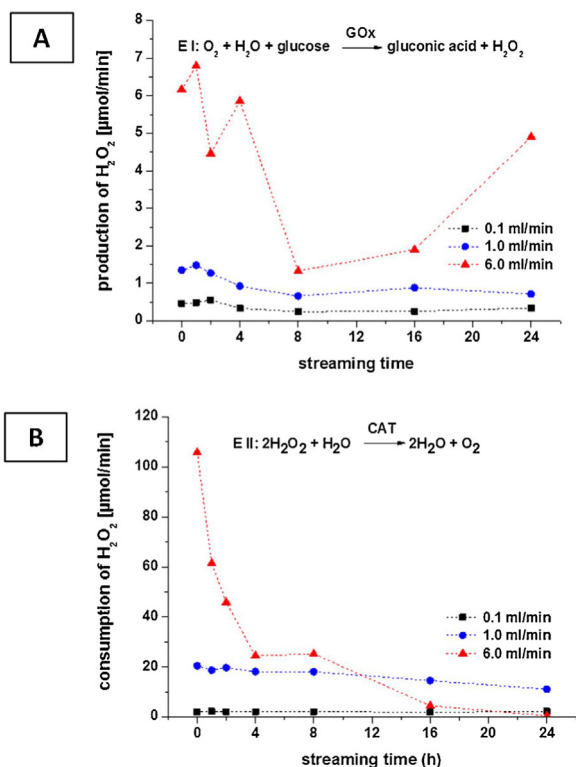 A
E I: O₂ + H₂O + glucose GOx → gluconic acid + H₂O₂
production of H₂O₂ [µmol/min]
8
7
6
5
4
3
2
1
0
0.1 ml/min
1.0 ml/min
6.0 ml/min
0 4 8 12 16 20 24
streaming time
B
E II: 2H₂O₂ + H₂O CAT → 2H₂O + O₂
consumption of H₂O₂ [µmol/min]
120
100
80
60
40
20
0
0.1 ml/min
1.0 ml/min
6.0 ml/min
0 4 8 12 16 20 24
streaming time (h)